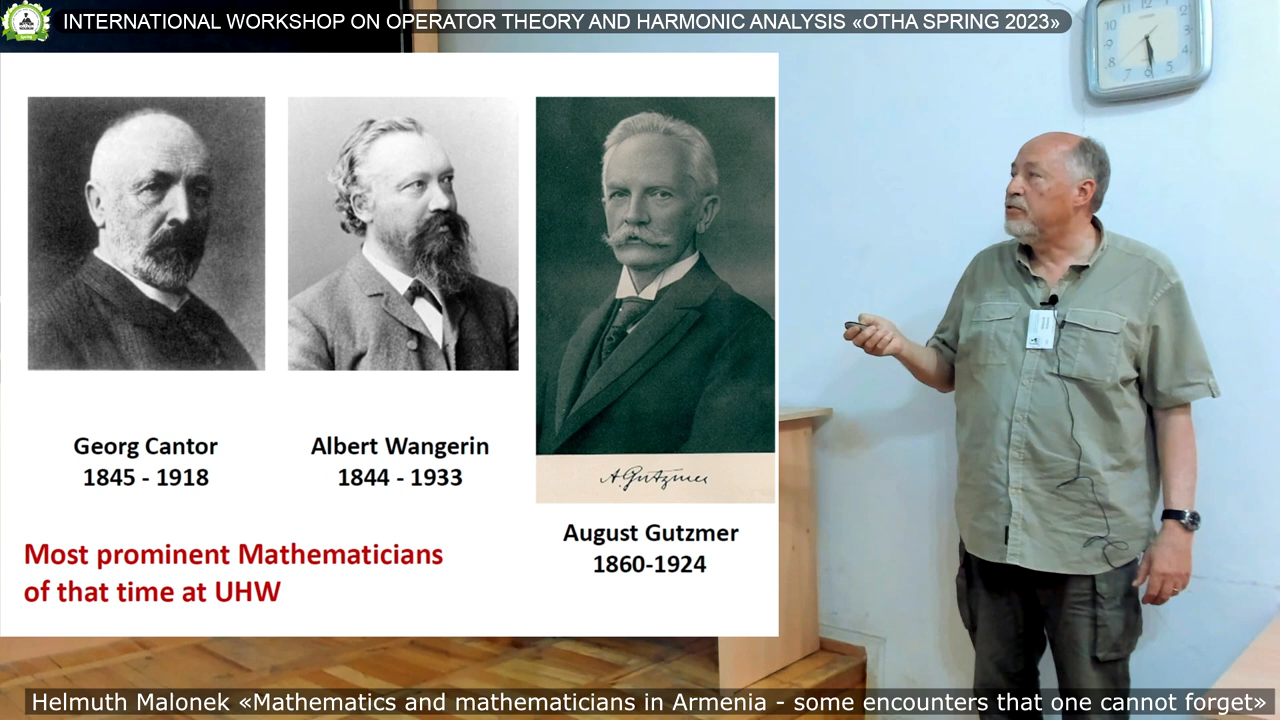 INTERNATIONAL WORKSHOP ON OPERATOR THEORY AND HARMONIC ANALYSIS «OTHA SPRING 2023»
Georg Cantor
1845 - 1918
Albert Wangerin
1844 - 1933
A. Gutzmer
August Gutzmer
1860-1924
Most prominent Mathematicians
of that time at UHW
Helmuth Malonek «Mathematics and mathematicians in Armenia - some encounters that one cannot forget»